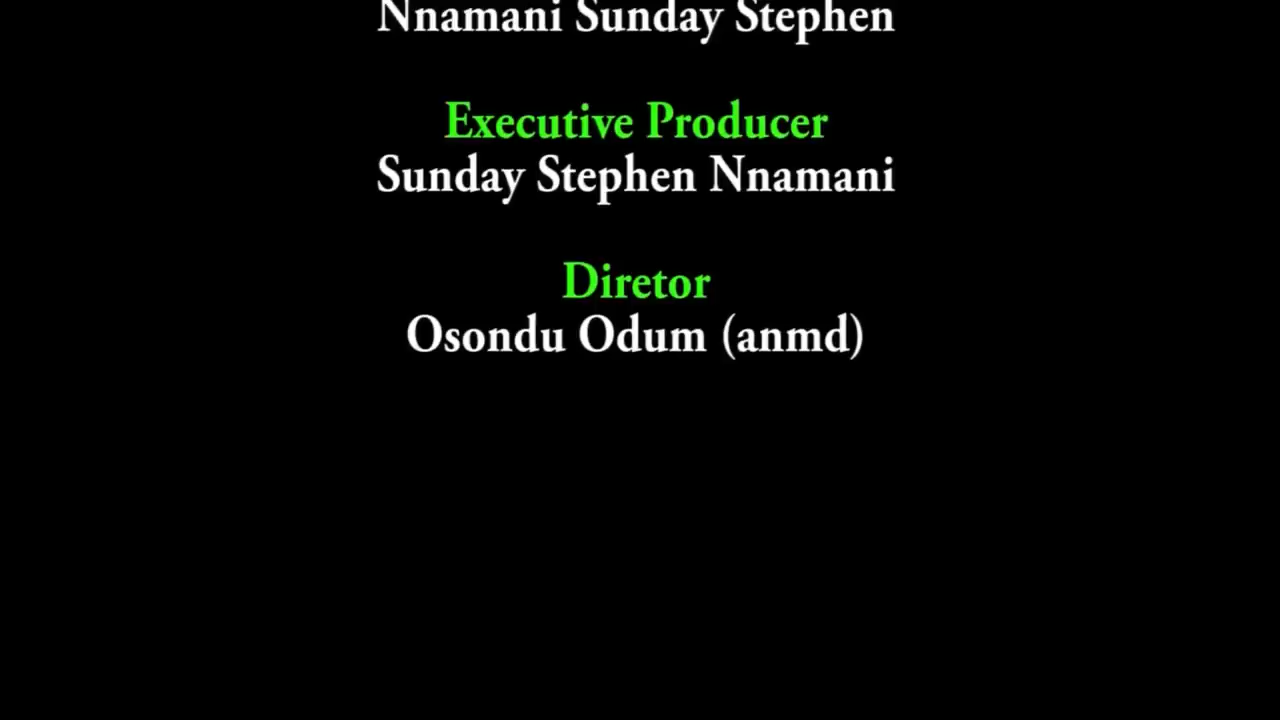 Nnamani Sunday Stephen
Executive Producer
Sunday Stephen Nnamani
Diretor
Osondu Odum (anmd)